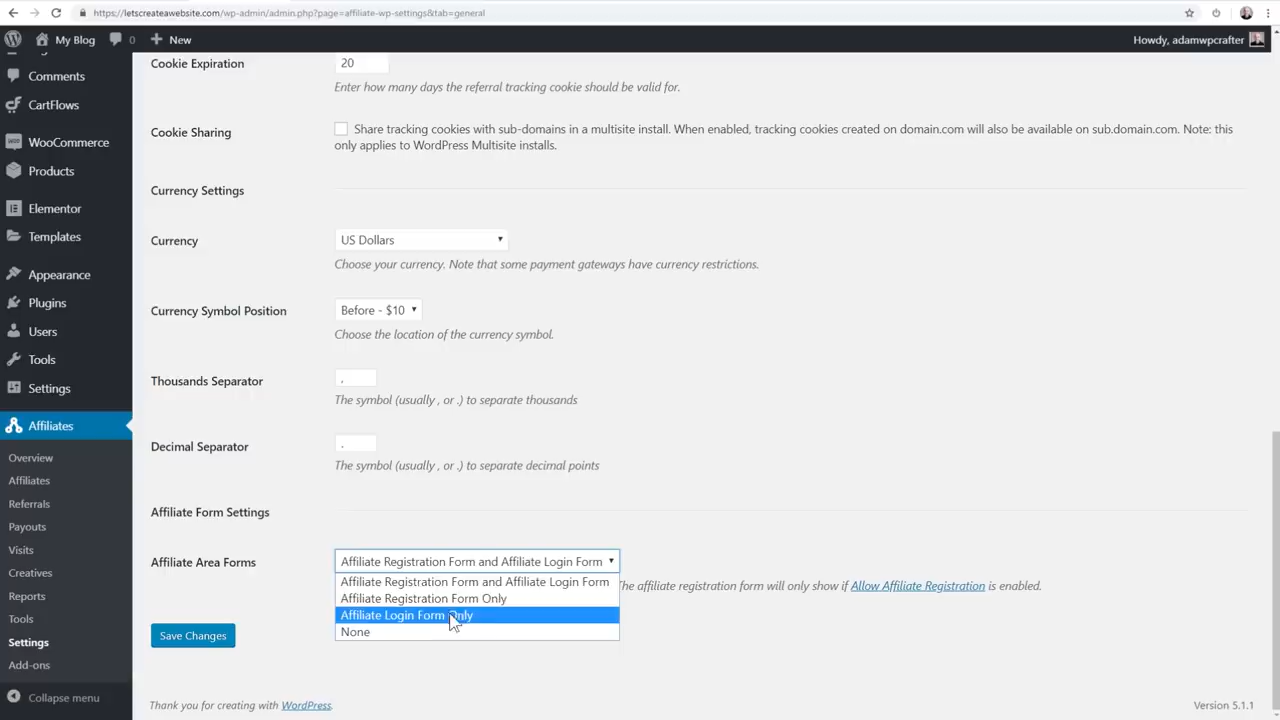 https://letscreateawebsite.com/wp-admin/admin.php?page=affiliate-wp-settings&tab=general
My Blog
0
New
Howdy, adamwpcrafter
Comments
CartFlows
WooCommerce
Products
Elementor
Templates
Appearance
Plugins
Users
Tools
Settings
Affiliates
Overview
Affiliates
Referrals
Payouts
Visits
Creatives
Reports
Tools
Settings
Add-ons
Collapse menu
Cookie Expiration
20
Enter how many days the referral tracking cookie should be valid for.
Cookie Sharing
Share tracking cookies with sub-domains in a multisite install. When enabled, tracking cookies created on domain.com will also be available on sub.domain.com. Note: this
only applies to WordPress Multisite installs.
Currency Settings
Currency
US Dollars
Choose your currency. Note that some payment gateways have currency restrictions.
Currency Symbol Position
Before - $10
Choose the location of the currency symbol.
Thousands Separator
,
The symbol (usually , or .) to separate thousands
Decimal Separator
.
The symbol (usually , or .) to separate decimal points
Affiliate Form Settings
Affiliate Area Forms
Affiliate Registration Form and Affiliate Login Form
Affiliate Registration Form and Affiliate Login Form
The affiliate registration form will only show if Allow Affiliate Registration is enabled.
Affiliate Registration Form Only
Affiliate Login Form Only
None
Save Changes
Thank you for creating with WordPress.
Version 5.1.1